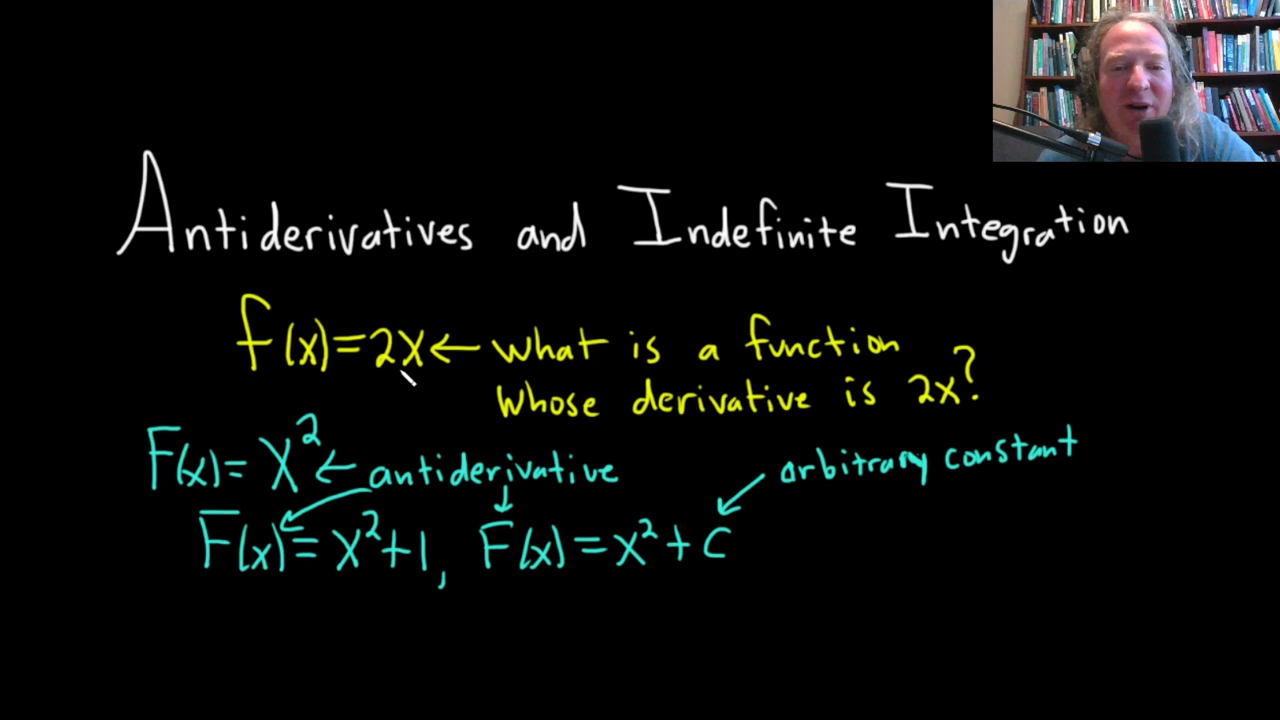 Antiderivatives and Indefinite Integration
f(x)=2x← what is a function
whose derivative is 2x?
arbitrary constant
F(x)= x²← antiderivative
F(x)= x²+1, F(x)=x²+C